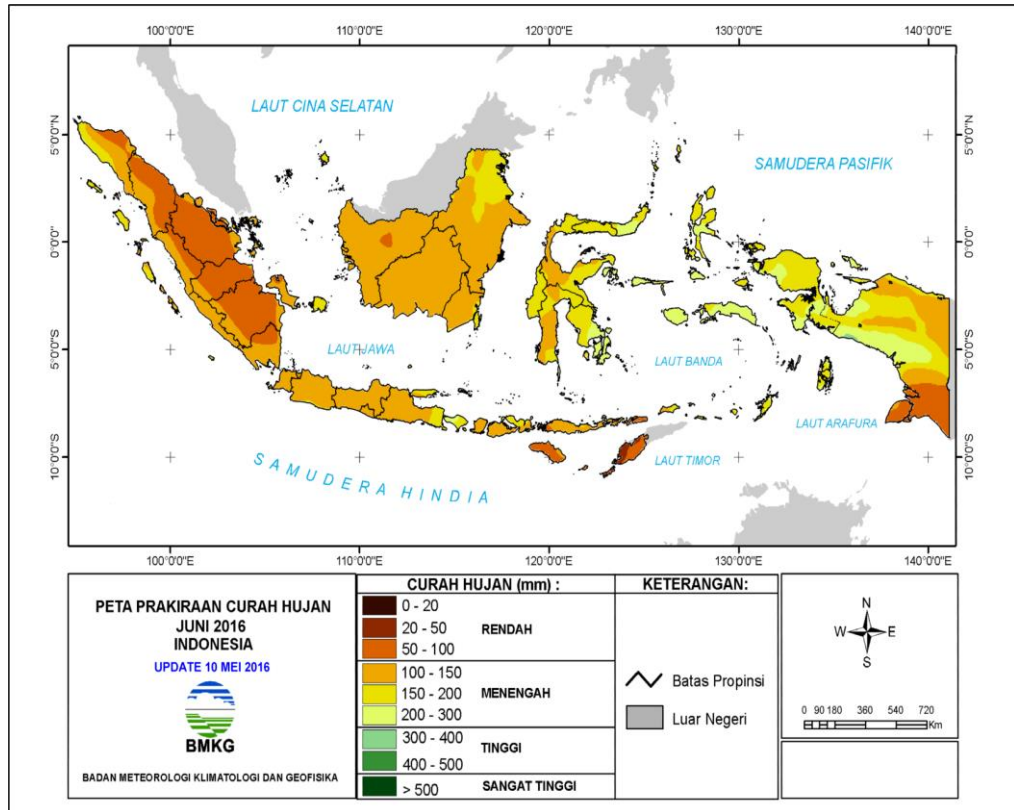 100°0'0"E 110°0'0"E 120°0'0"E 130°0'0"E 140°0'0"E
LAUT CINA SELATAN
5°0'0"N 5°0'0"N
SAMUDERA PASIFIK
0°0'0" 0°0'0"
LAUT JAWA
LAUT BANDA
5°0'0"S 5°0'0"S
LAUT ARAFURA
SAMUDERA HINDIA
LAUT TIMOR
10°0'0"S 10°0'0"S
100°0'0"E 110°0'0"E 120°0'0"E 130°0'0"E 140°0'0"E
PETA PRAKIRAAN CURAH HUJAN
JUNI 2016
INDONESIA
UPDATE 10 MEI 2016
BMKG
BADAN METEOROLOGI KLIMATOLOGI DAN GEOFISIKA
CURAH HUJAN (mm) :
0 - 20
20 - 50 RENDAH
50 - 100
100 - 150
150 - 200 MENENGAH
200 - 300
300 - 400
TINGGI
400 - 500
> 500 SANGAT TINGGI
KETERANGAN:
Batas Propinsi
Luar Negeri
N
W E
S
0 90 180 360 540 720
Km